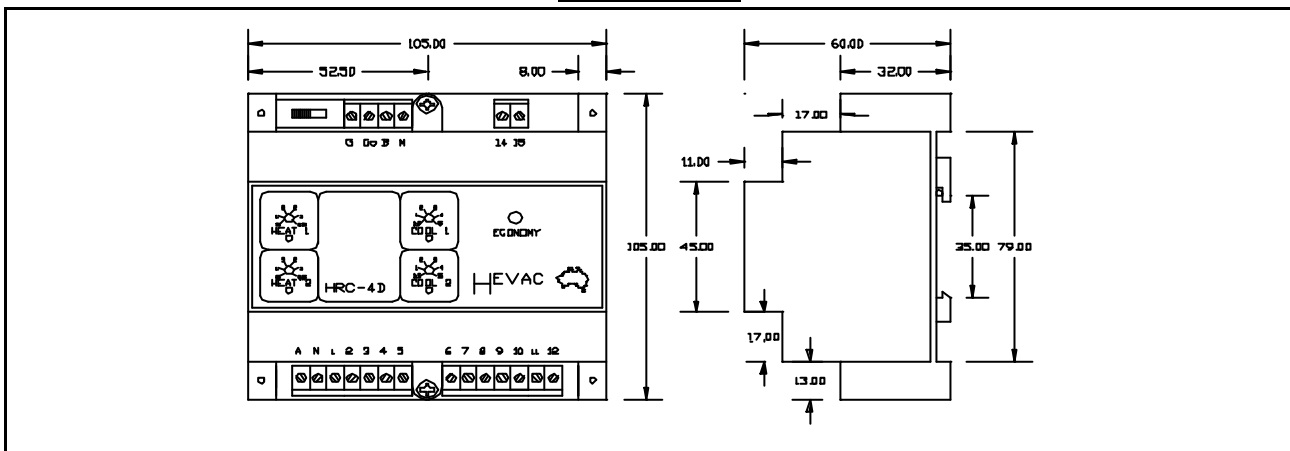 105.00
60.00
52.50
8.00
32.00
17.00
14 15
11.00
HEAT 1
COOL 1
ECONOMY
105.00
45.00
35.00
79.00
HEAT 2
HRC-4D
COOL 2
HEVAC
17.00
A N 1 2 3 4 5
6 7 8 9 10 11 12
13.00